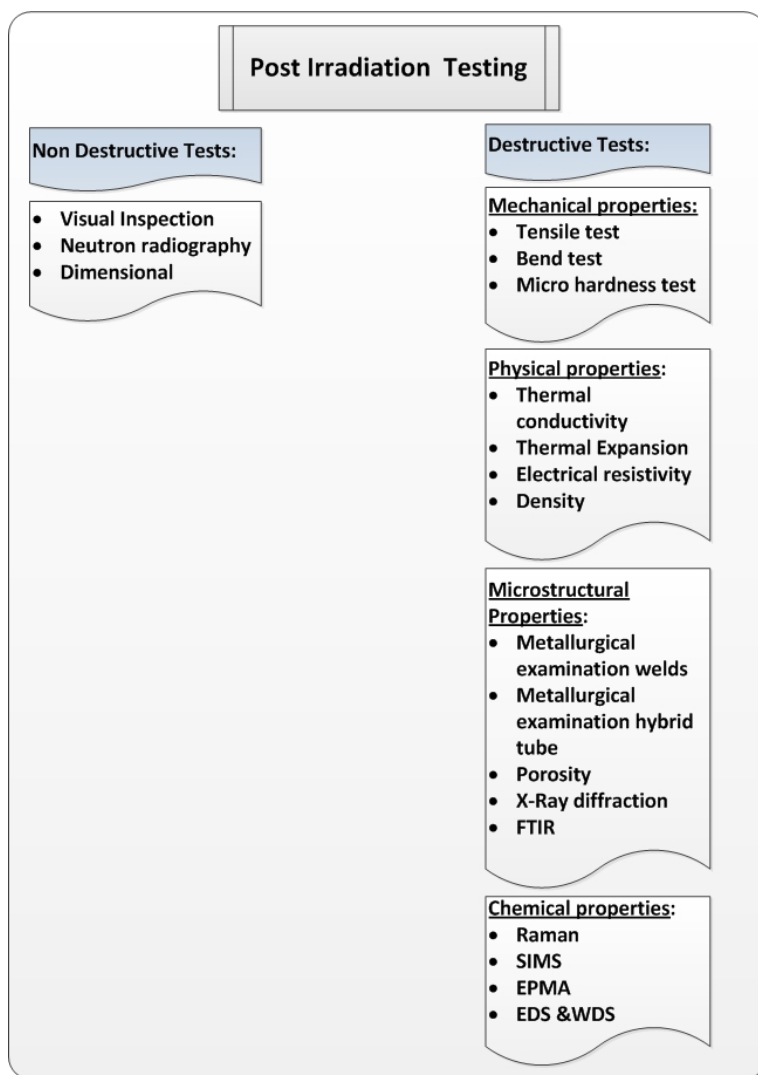 Post Irradiation Testing
Non Destructive Tests:
• Visual Inspection
• Neutron radiography
• Dimensional
Destructive Tests:
Mechanical properties:
• Tensile test
• Bend test
• Micro hardness test
Physical properties:
• Thermal
conductivity
• Thermal Expansion
• Electrical resistivity
• Density
Microstructural
Properties:
• Metallurgical
examination welds
• Metallurgical
examination hybrid
tube
• Porosity
• X-Ray diffraction
• FTIR
Chemical properties:
• Raman
• SIMS
• EPMA
• EDS &WDS